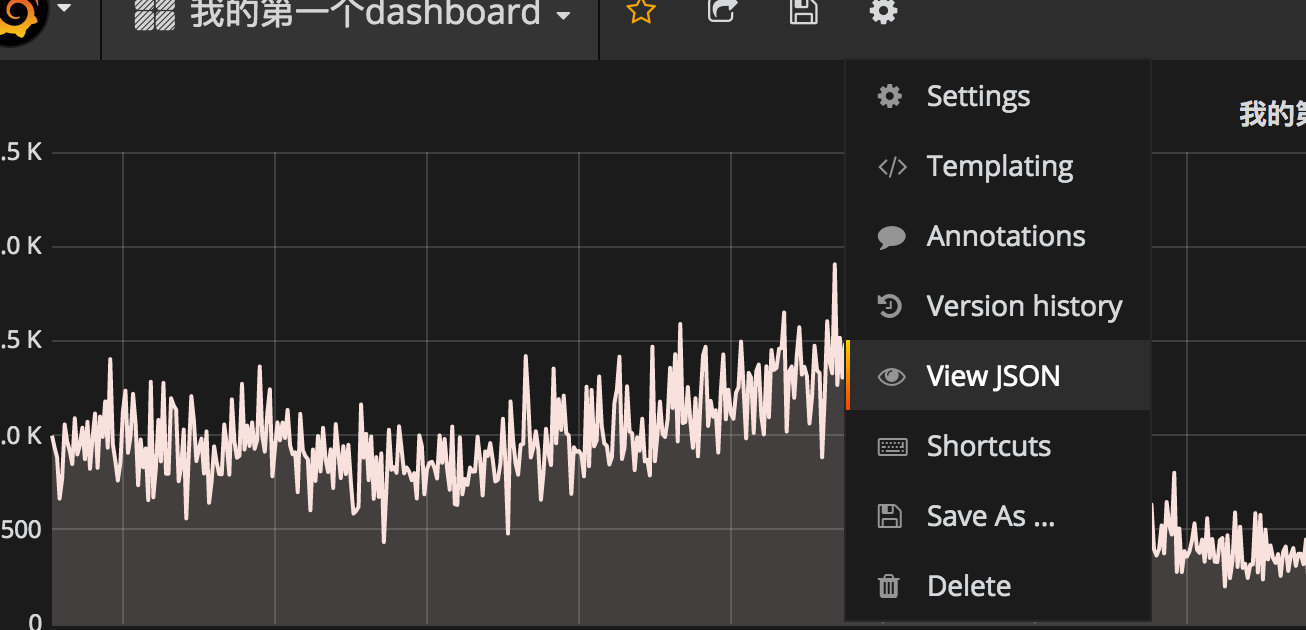 我的第一个dashboard
Settings
Templating
Annotations
Version history
View JSON
Shortcuts
Save As ...
Delete
我的第
.5 K
.0 K
.5 K
.0 K
500
0